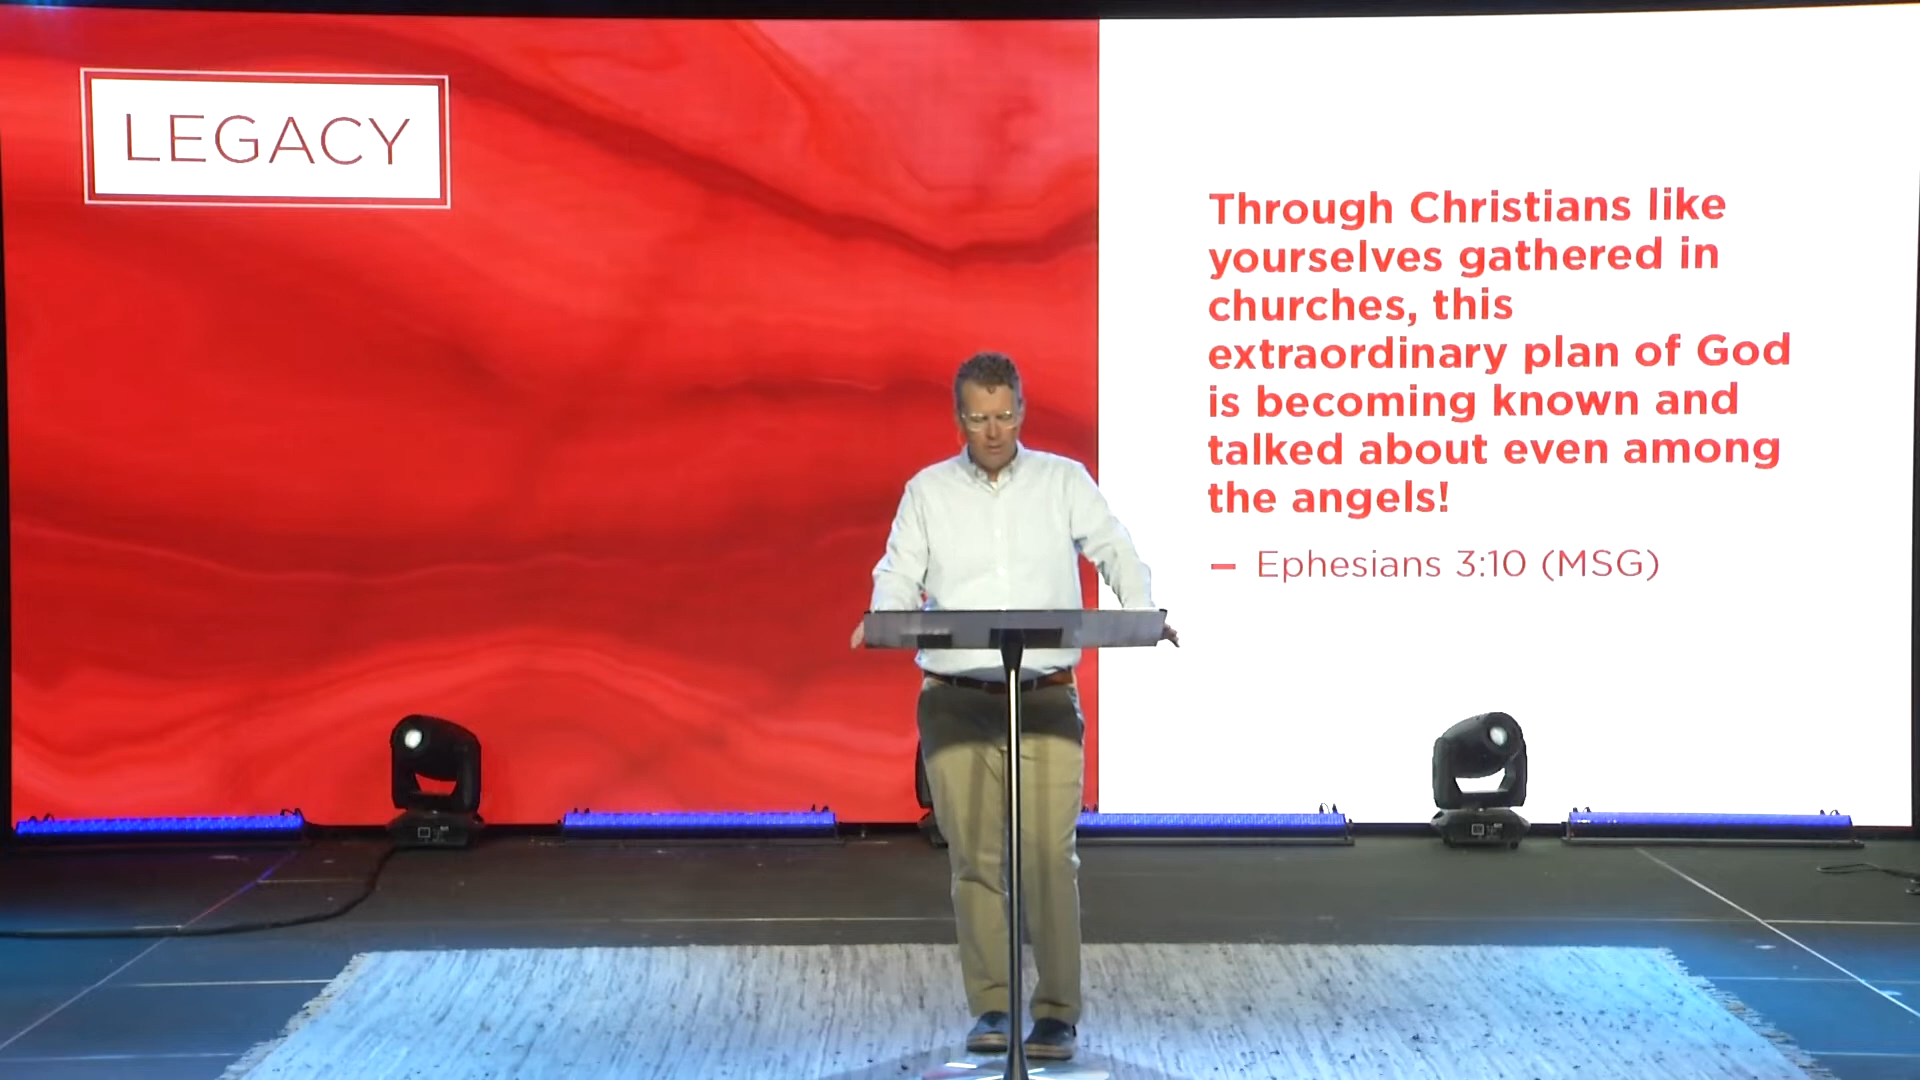 LEGACY
Through Christians like
yourselves gathered in
churches, this
extraordinary plan of God
is becoming known and
talked about even among
the angels!
— Ephesians 3:10 (MSG)